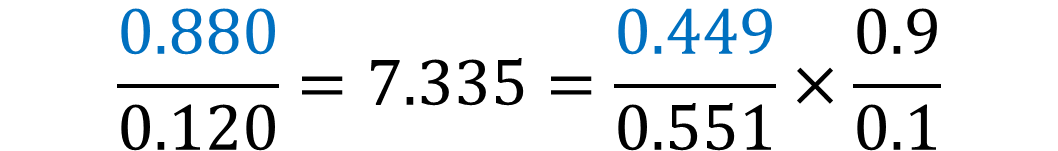 0.880/0.120 = 7.335 = 0.449/0.551 × 0.9/0.1